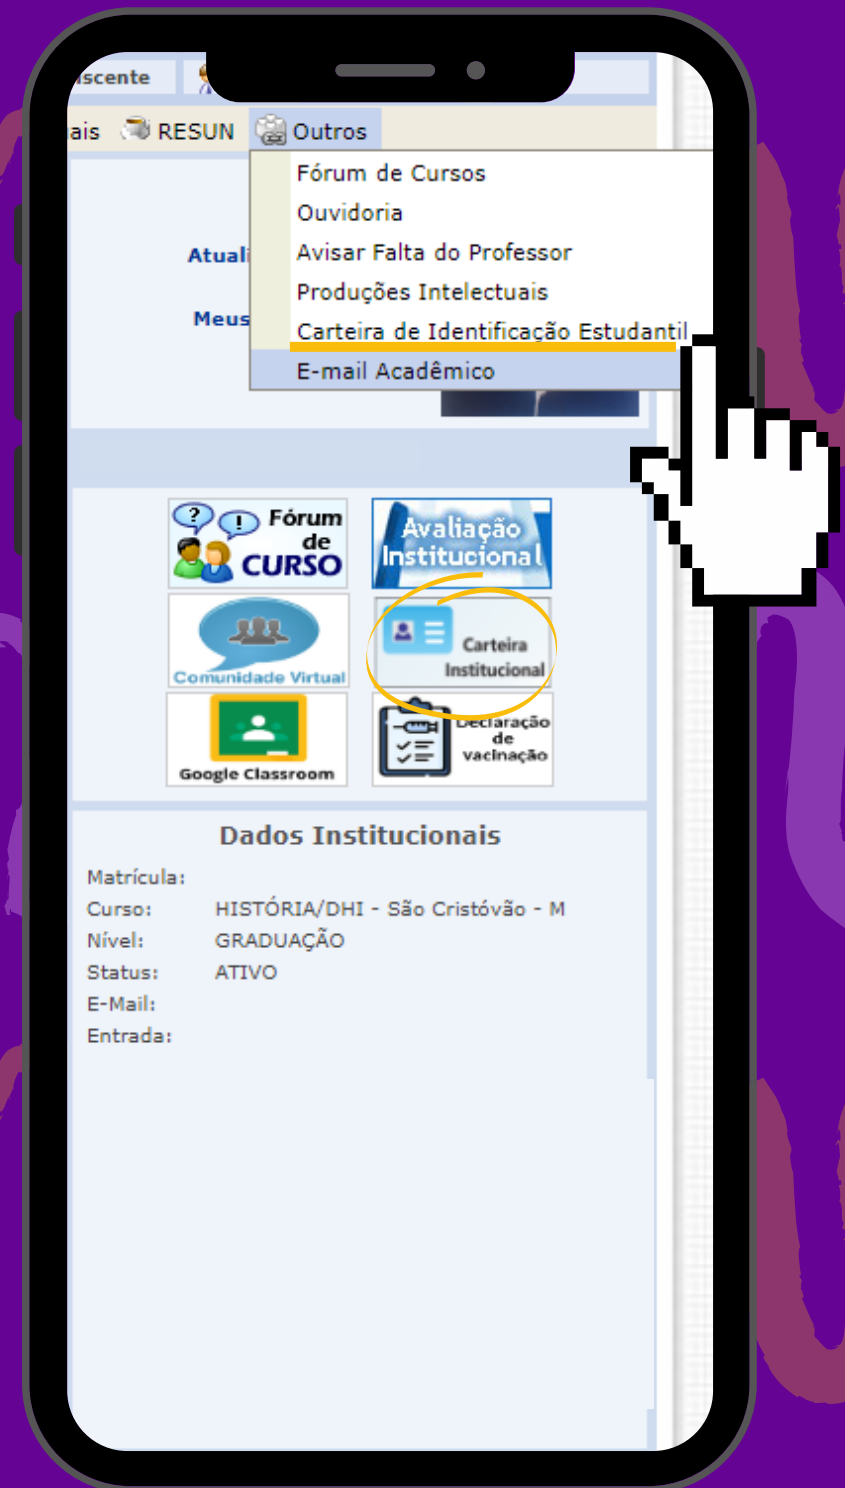 iscente
ais RESUN Outros
Fórum de Cursos
Ouvidoria
Avisar Falta do Professor
Produções Intelectuais
Carteira de Identificação Estudantil
E-mail Acadêmico
Atuali
Meus
? ! Fórum
de
CURSO
Avaliação
Institucional
Comunidade Virtual
Carteira
Institucional
Google Classroom
Declaração
de
vacinação
Dados Institucionais
Matrícula:
Curso: HISTÓRIA/DHI - São Cristóvão - M
Nível: GRADUAÇÃO
Status: ATIVO
E-Mail:
Entrada: